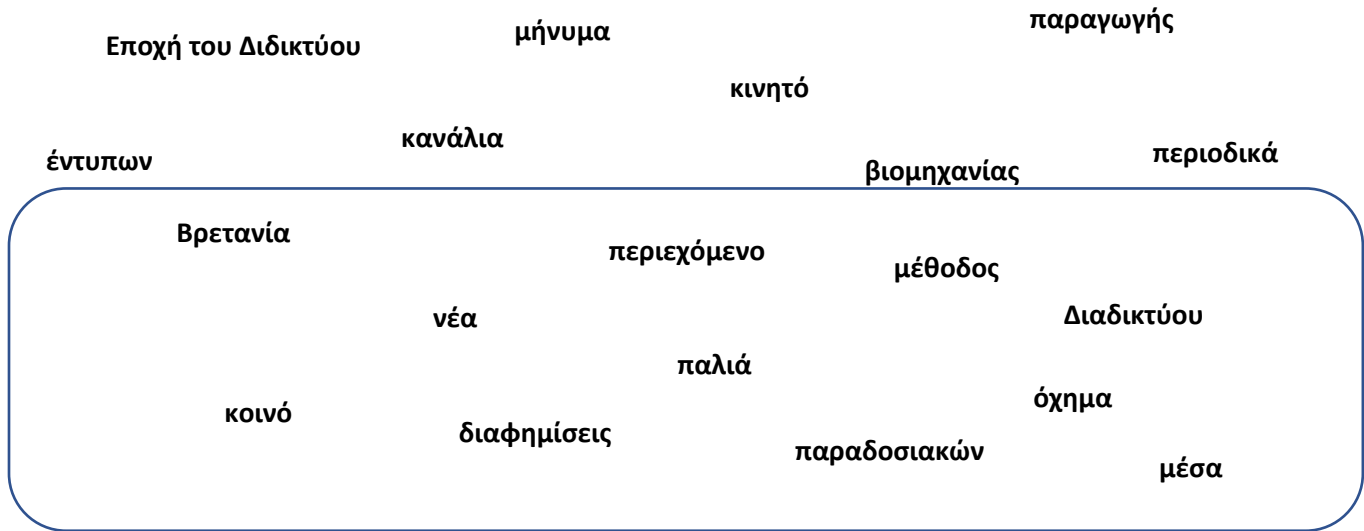 Εποχή του Διδικτύου
μήνυμα
παραγωγής
κινητό
κανάλια
έντυπων
βιομηχανίας
περιοδικά
Βρετανία
περιεχόμενο
μέθοδος
νέα
Διαδικτύου
παλιά
κοινό
όχημα
διαφημίσεις
παραδοσιακών
μέσα